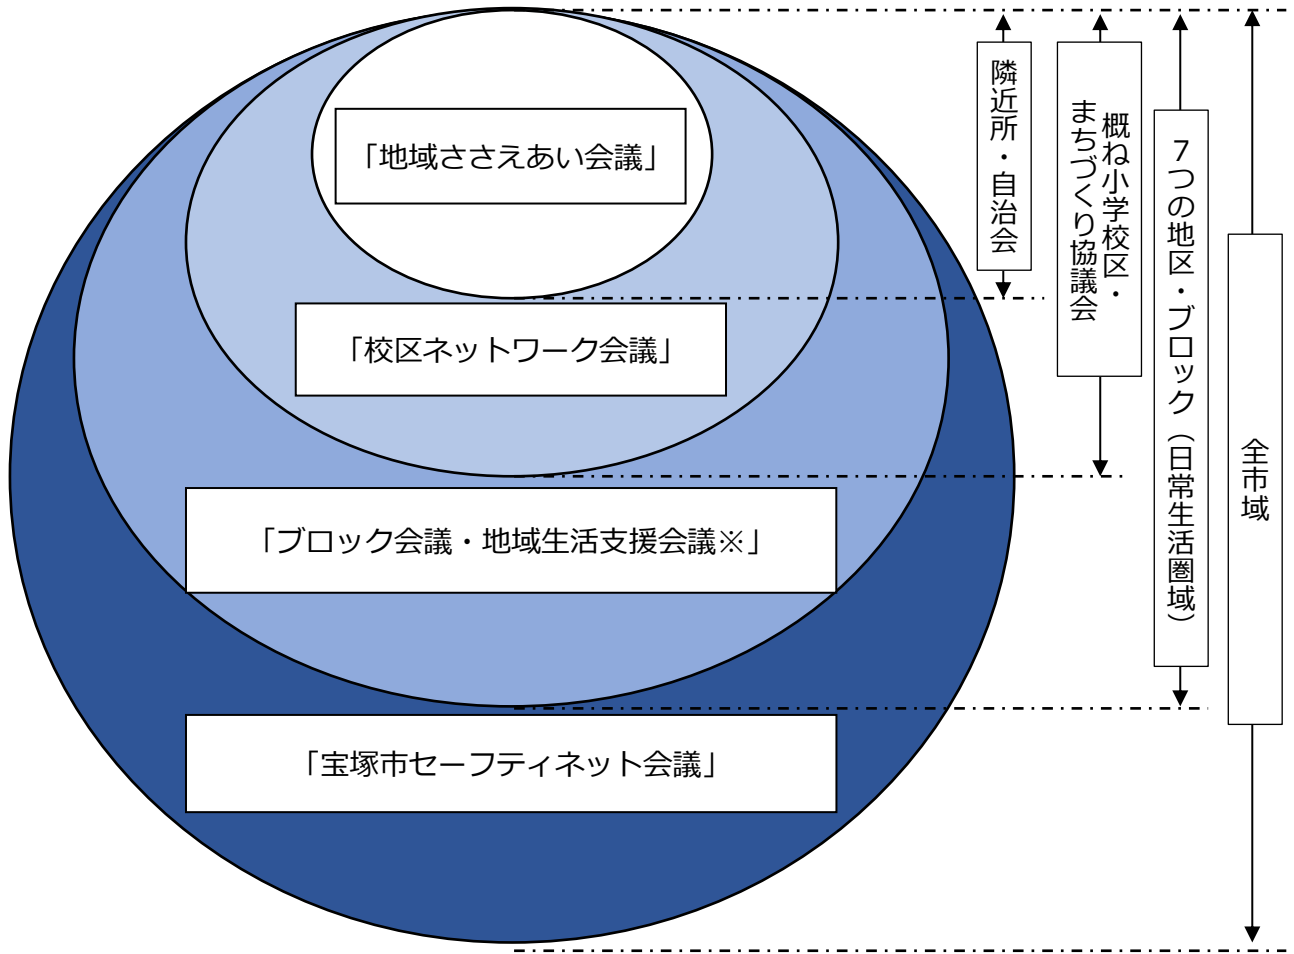 「地域ささえあい会議」
「校区ネットワーク会議」
「ブロック会議・地域生活支援会議※」
「宝塚市セーフティネット会議」
隣近所・自治会
概ね小学校区・
まちづくり協議会
7つの地区・ブロック（日常生活圏域）
全市域